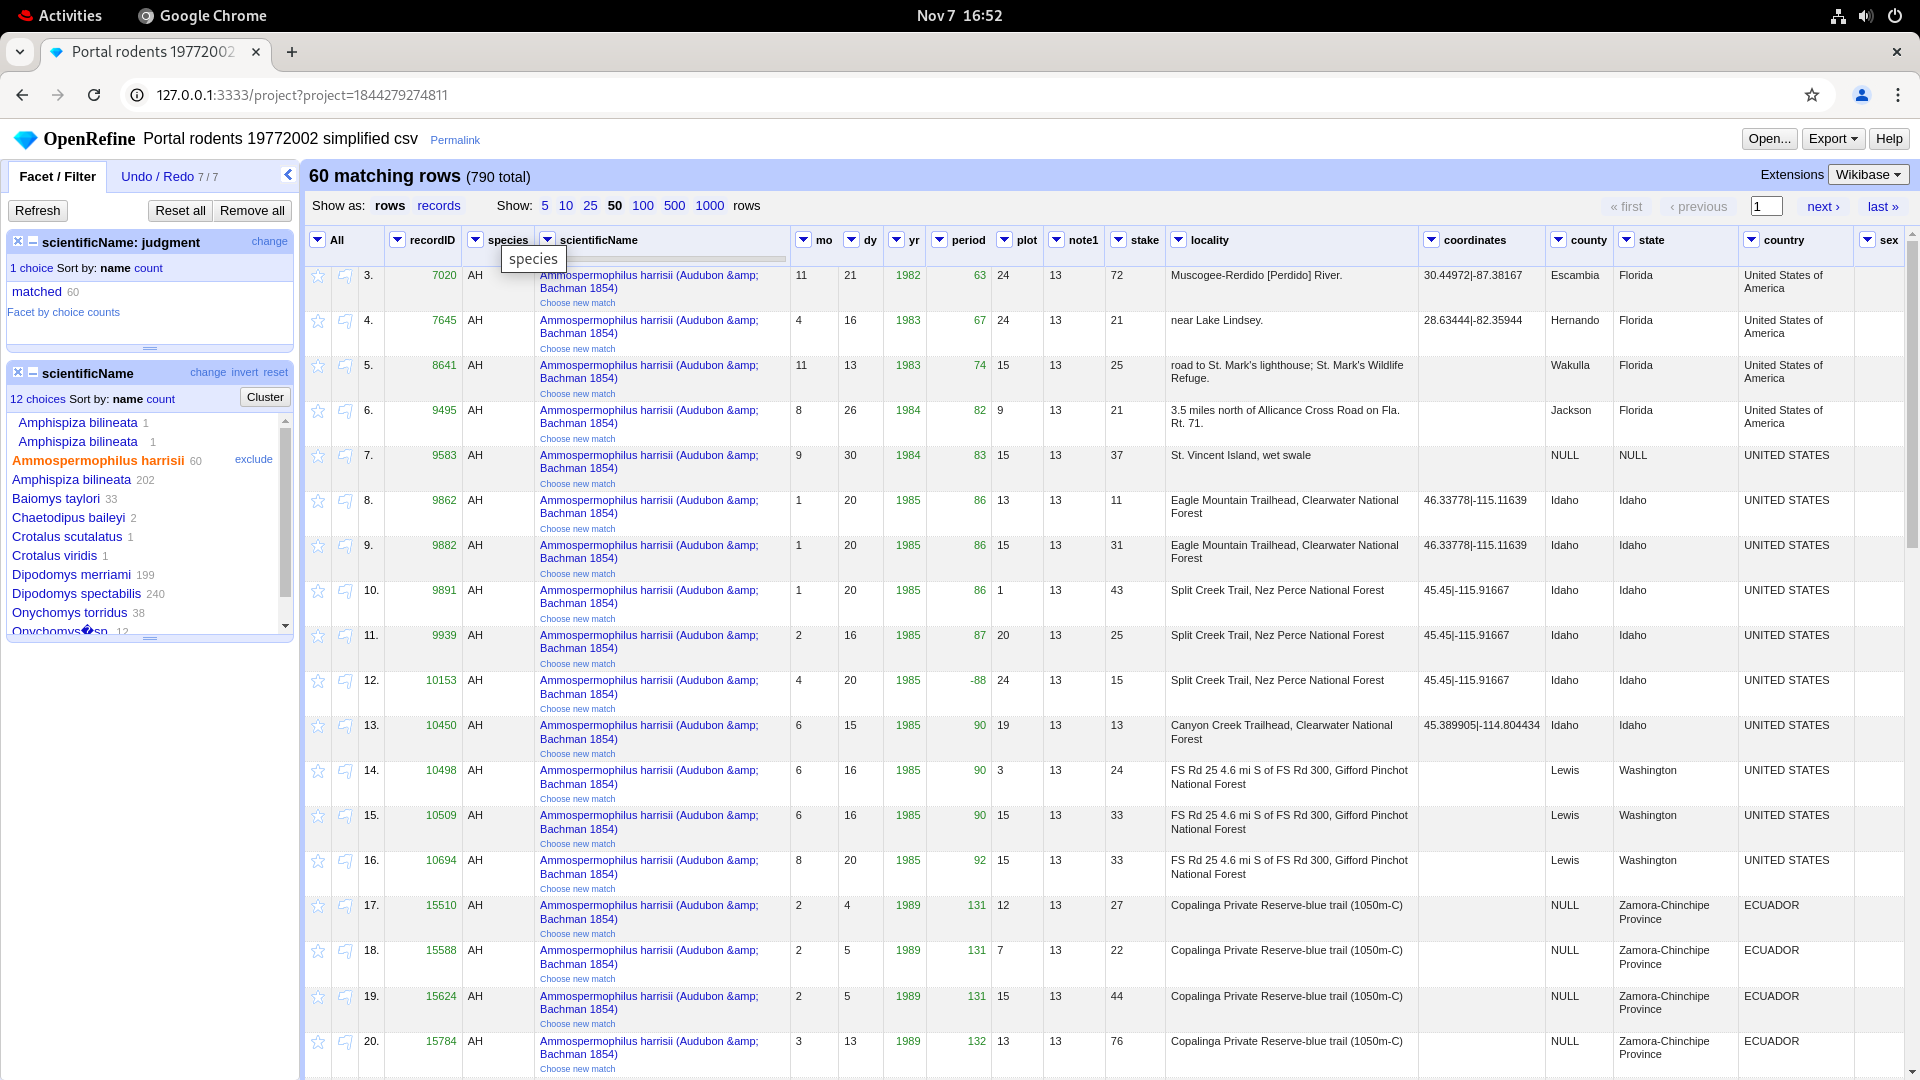 Activities Google Chrome Nov 7 16:52
Portal rodents 19772002
127.0.0.1:3333/project?project=1844279274811
OpenRefine Portal rodents 19772002 simplified csv Permalink Open... Export Help
Facet / Filter Undo / Redo 7 / 7
Refresh Reset all Remove all
scientificName: judgment change
1 choice Sort by: name count
matched 60
Facet by choice counts
scientificName change invert reset
12 choices Sort by: name count Cluster
Amphispiza bilineata 1
Amphispiza bilineata 1
Ammospermophilus harrisii 60 exclude
Amphispiza bilineata 202
Baiomys taylori 33
Chaetodipus baileyi 2
Crotalus scutalatus 1
Crotalus viridis 1
Dipodomys merriami 199
Dipodomys spectabilis 240
Onychomys torridus 38
Onychomys�sp. 12
60 matching rows (790 total) Extensions Wikibase
Show as: rows records Show: 5 10 25 50 100 500 1000 rows « first ‹ previous 1 next › last »
All recordID species scientificName mo dy yr period plot note1 stake locality coordinates county state country sex
species
3. 7020 AH Ammospermophilus harrisii (Audubon &amp; 11 21 1982 63 24 13 72 Muscogee-Rerdido [Perdido] River. 30.44972|-87.38167 Escambia Florida United States of
Bachman 1854) America
Choose new match
4. 7645 AH Ammospermophilus harrisii (Audubon &amp; 4 16 1983 67 24 13 21 near Lake Lindsey. 28.63444|-82.35944 Hernando Florida United States of
Bachman 1854) America
Choose new match
5. 8641 AH Ammospermophilus harrisii (Audubon &amp; 11 13 1983 74 15 13 25 road to St. Mark's lighthouse; St. Mark's Wildlife Wakulla Florida United States of
Bachman 1854) Refuge. America
Choose new match
6. 9495 AH Ammospermophilus harrisii (Audubon &amp; 8 26 1984 82 9 13 21 3.5 miles north of Allicance Cross Road on Fla. Jackson Florida United States of
Bachman 1854) Rt. 71. America
Choose new match
7. 9583 AH Ammospermophilus harrisii (Audubon &amp; 9 30 1984 83 15 13 37 St. Vincent Island, wet swale NULL NULL UNITED STATES
Bachman 1854)
Choose new match
8. 9862 AH Ammospermophilus harrisii (Audubon &amp; 1 20 1985 86 13 13 11 Eagle Mountain Trailhead, Clearwater National 46.33778|-115.11639 Idaho Idaho UNITED STATES
Bachman 1854) Forest
Choose new match
9. 9882 AH Ammospermophilus harrisii (Audubon &amp; 1 20 1985 86 15 13 31 Eagle Mountain Trailhead, Clearwater National 46.33778|-115.11639 Idaho Idaho UNITED STATES
Bachman 1854) Forest
Choose new match
10. 9891 AH Ammospermophilus harrisii (Audubon &amp; 1 20 1985 86 1 13 43 Split Creek Trail, Nez Perce National Forest 45.45|-115.91667 Idaho Idaho UNITED STATES
Bachman 1854)
Choose new match
11. 9939 AH Ammospermophilus harrisii (Audubon &amp; 2 16 1985 87 20 13 25 Split Creek Trail, Nez Perce National Forest 45.45|-115.91667 Idaho Idaho UNITED STATES
Bachman 1854)
Choose new match
12. 10153 AH Ammospermophilus harrisii (Audubon &amp; 4 20 1985 -88 24 13 15 Split Creek Trail, Nez Perce National Forest 45.45|-115.91667 Idaho Idaho UNITED STATES
Bachman 1854)
Choose new match
13. 10450 AH Ammospermophilus harrisii (Audubon &amp; 6 15 1985 90 19 13 13 Canyon Creek Trailhead, Clearwater National 45.389905|-114.804434 Idaho Idaho UNITED STATES
Bachman 1854) Forest
Choose new match
14. 10498 AH Ammospermophilus harrisii (Audubon &amp; 6 16 1985 90 3 13 24 FS Rd 25 4.6 mi S of FS Rd 300, Gifford Pinchot Lewis Washington UNITED STATES
Bachman 1854) National Forest
Choose new match
15. 10509 AH Ammospermophilus harrisii (Audubon &amp; 6 16 1985 90 15 13 33 FS Rd 25 4.6 mi S of FS Rd 300, Gifford Pinchot Lewis Washington UNITED STATES
Bachman 1854) National Forest
Choose new match
16. 10694 AH Ammospermophilus harrisii (Audubon &amp; 8 20 1985 92 15 13 33 FS Rd 25 4.6 mi S of FS Rd 300, Gifford Pinchot Lewis Washington UNITED STATES
Bachman 1854) National Forest
Choose new match
17. 15510 AH Ammospermophilus harrisii (Audubon &amp; 2 4 1989 131 12 13 27 Copalinga Private Reserve-blue trail (1050m-C) NULL Zamora-Chinchipe ECUADOR
Bachman 1854) Province
Choose new match
18. 15588 AH Ammospermophilus harrisii (Audubon &amp; 2 5 1989 131 7 13 22 Copalinga Private Reserve-blue trail (1050m-C) NULL Zamora-Chinchipe ECUADOR
Bachman 1854) Province
Choose new match
19. 15624 AH Ammospermophilus harrisii (Audubon &amp; 2 5 1989 131 15 13 44 Copalinga Private Reserve-blue trail (1050m-C) NULL Zamora-Chinchipe ECUADOR
Bachman 1854) Province
Choose new match
20. 15784 AH Ammospermophilus harrisii (Audubon &amp; 3 13 1989 132 13 13 76 Copalinga Private Reserve-blue trail (1050m-C) NULL Zamora-Chinchipe ECUADOR
Bachman 1854) Province
Choose new match